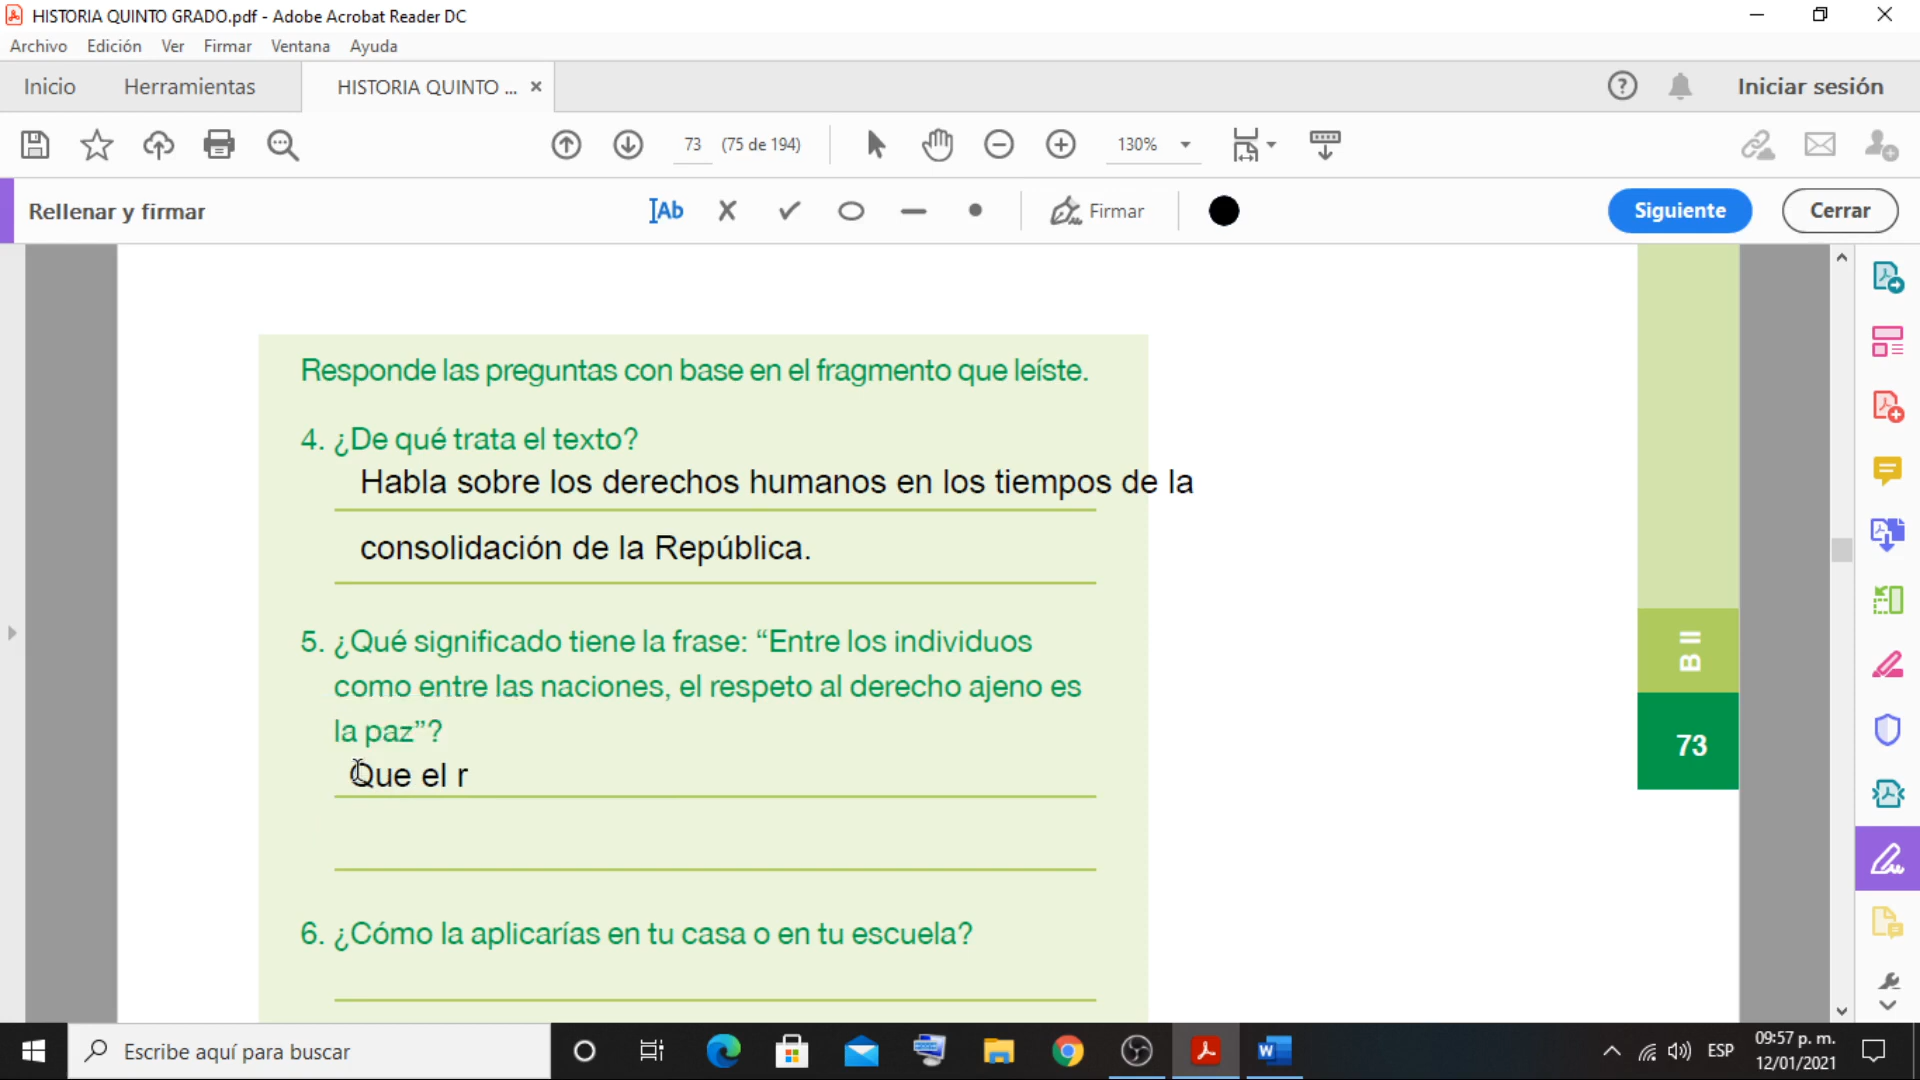 HISTORIA QUINTO GRADO.pdf - Adobe Acrobat Reader DC
Archivo Edición Ver Firmar Ventana Ayuda
Inicio Herramientas HISTORIA QUINTO ... × ? Iniciar sesión
73 (75 de 194) 130%
Rellenar y firmar Ab Firmar Siguiente Cerrar
Responde las preguntas con base en el fragmento que leíste.
4. ¿De qué trata el texto?
Habla sobre los derechos humanos en los tiempos de la
consolidación de la República.
5. ¿Qué significado tiene la frase: “Entre los individuos
como entre las naciones, el respeto al derecho ajeno es
la paz”?
Que el r
6. ¿Cómo la aplicarías en tu casa o en tu escuela?
B II
73
Escribe aquí para buscar
ESP
09:57 p. m.
12/01/2021